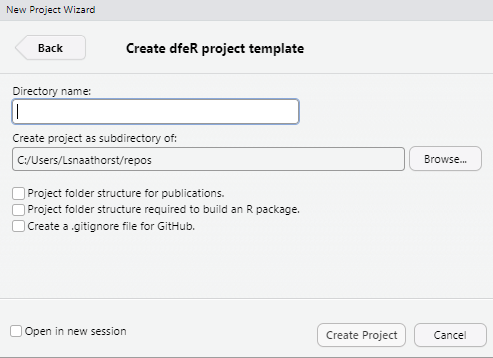 New Project Wizard
Back
Create dfeR project template
Directory name:
Create project as subdirectory of:
C:/Users/Lsnaathorst/repos
Browse...
Project folder structure for publications.
Project folder structure required to build an R package.
Create a .gitignore file for GitHub.
Open in new session
Create Project
Cancel